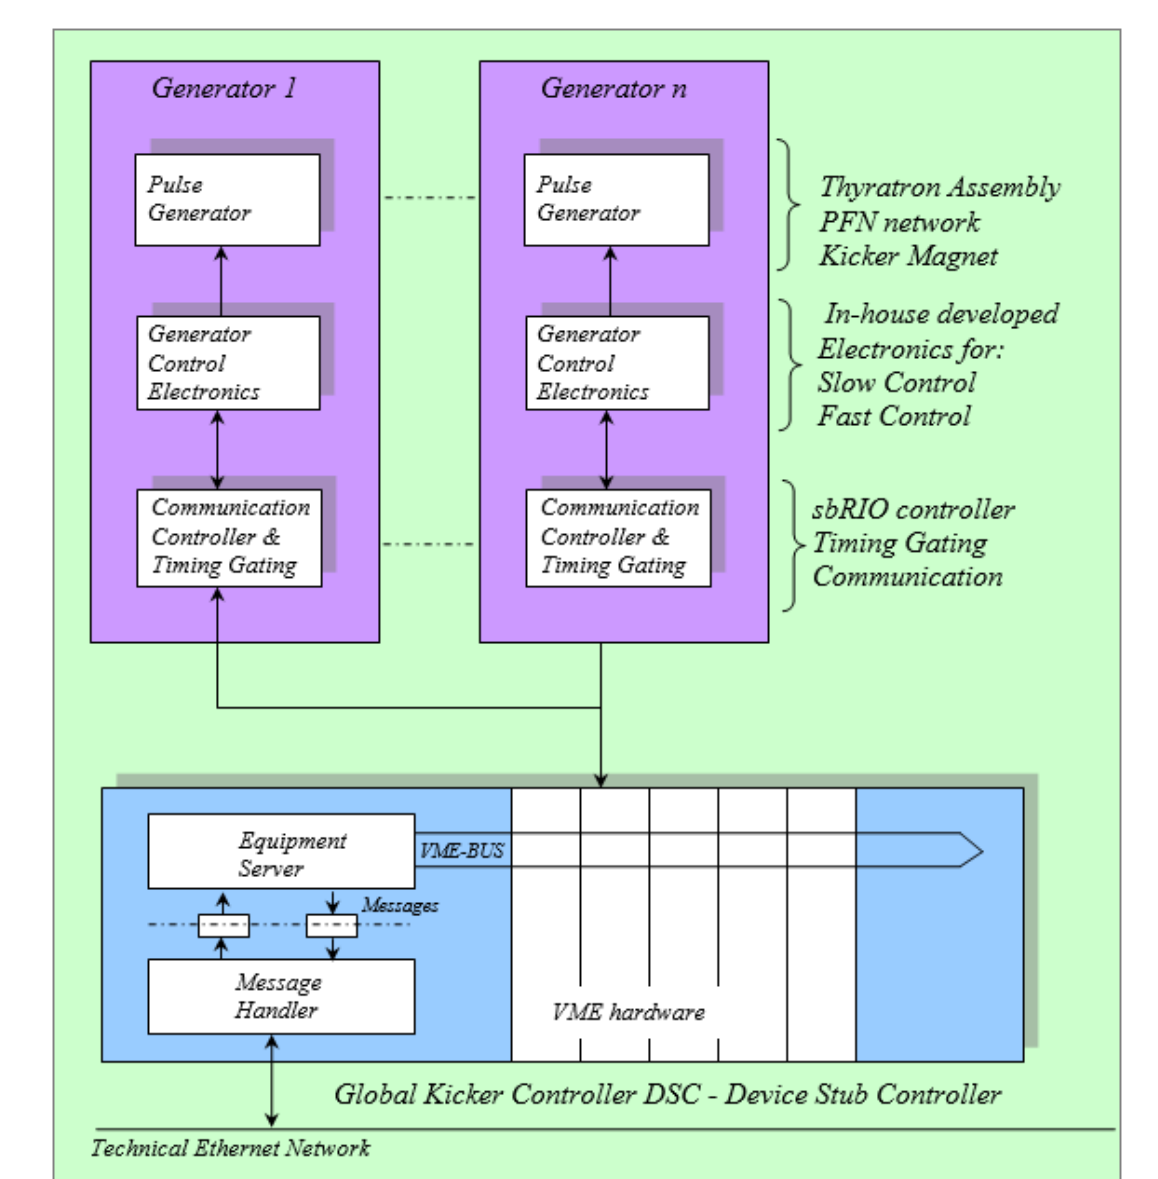 Generator 1
Generator n
Pulse
Generator
Pulse
Generator
Thyratron Assembly
PFN network
Kicker Magnet
Generator
Control
Electronics
Generator
Control
Electronics
In-house developed
Electronics for:
Slow Control
Fast Control
Communication
Controller &
Timing Gating
Communication
Controller &
Timing Gating
sbRIO controller
Timing Gating
Communication
Equipment
Server
VME-BUS
Messages
Message
Handler
VME hardware
Global Kicker Controller DSC - Device Stub Controller
Technical Ethernet Network